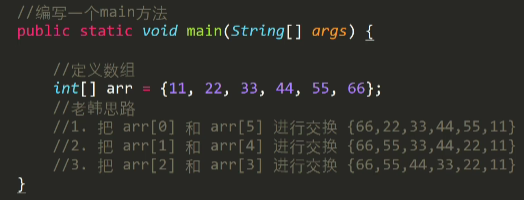 //编写一个main方法
public static void main(String[] args) {
//定义数组
int[] arr = {11, 22, 33, 44, 55, 66};
//老韩思路
//1. 把 arr[0] 和 arr[5] 进行交换 {66,22,33,44,55,11}
//2. 把 arr[1] 和 arr[4] 进行交换 {66,55,33,44,22,11}
//3. 把 arr[2] 和 arr[3] 进行交换 {66,55,44,33,22,11}
}